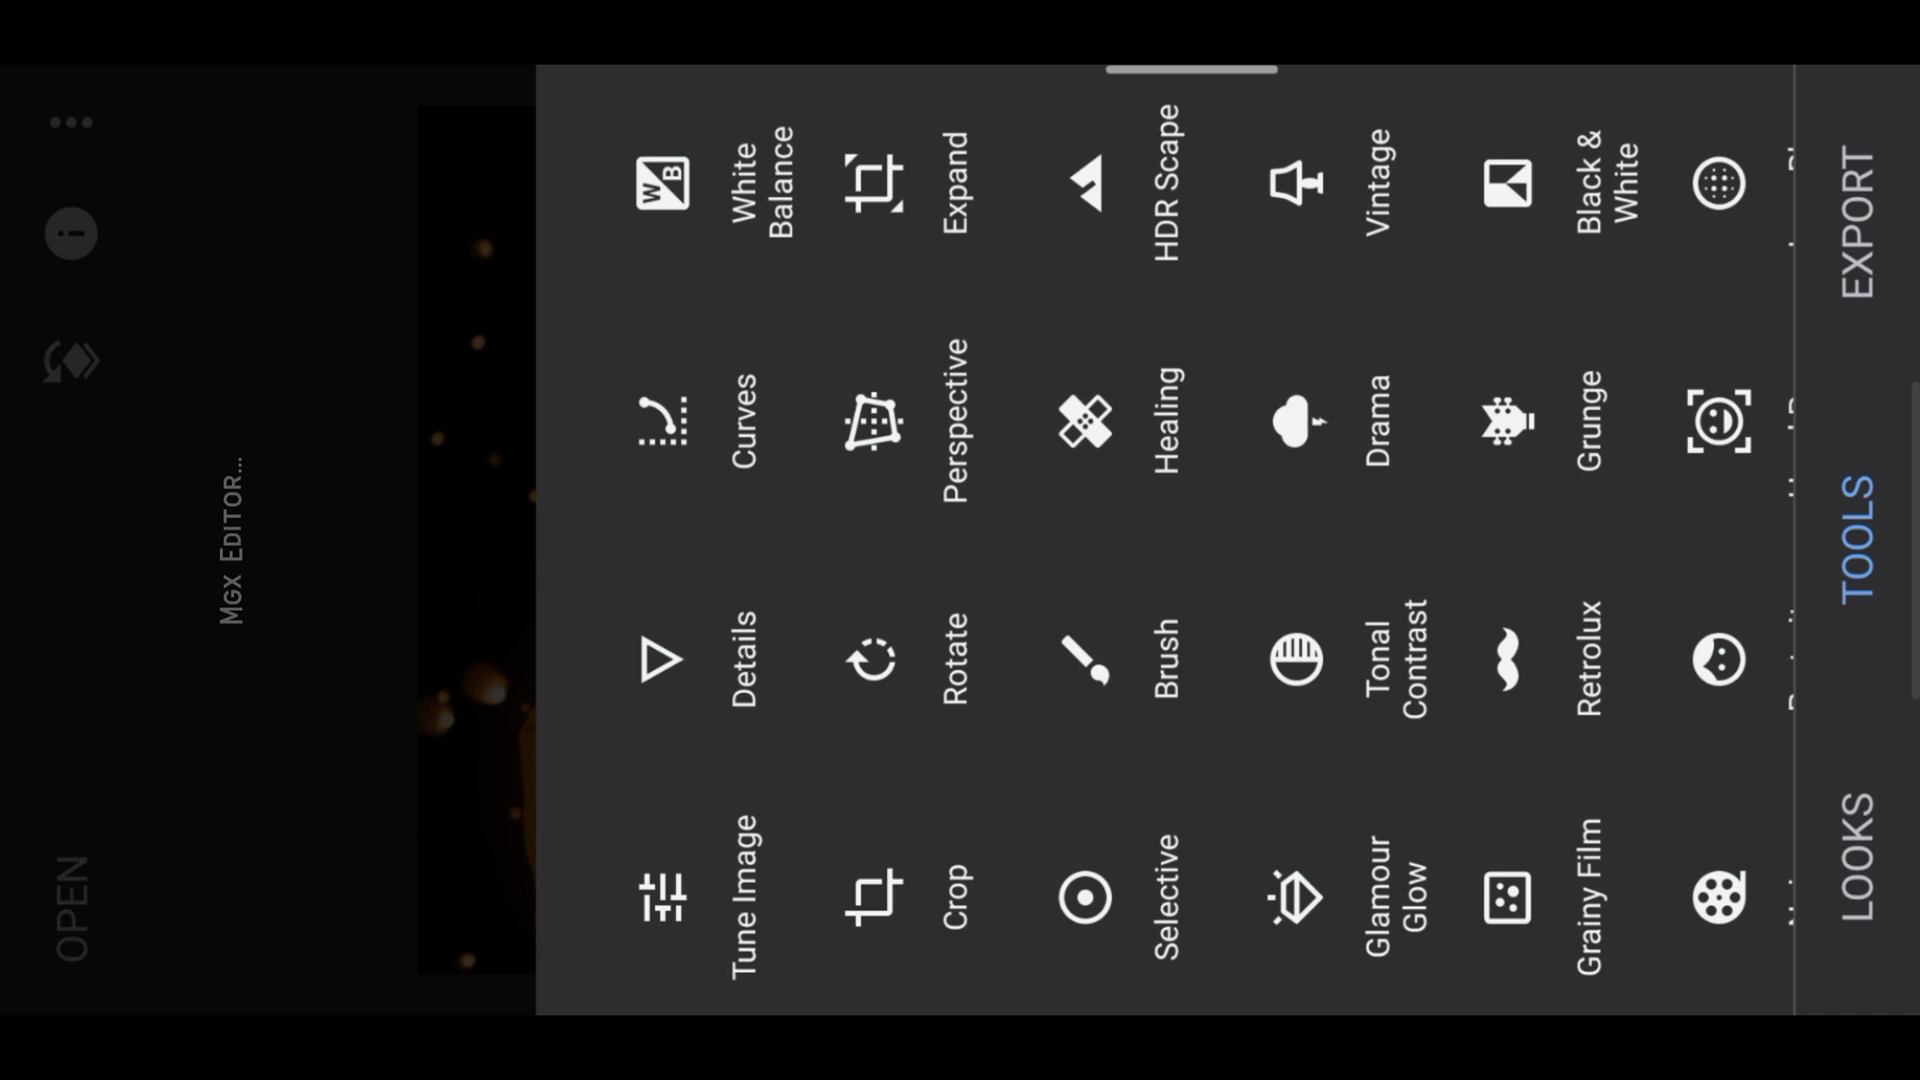 OPEN
MGX EDITOR...
Tune Image
Details
Curves
White
Balance
Crop
Rotate
Perspective
Expand
Selective
Brush
Healing
HDR Scape
Glamour
Glow
Tonal
Contrast
Drama
Vintage
Grainy Film
Retrolux
Grunge
Black &
White
LOOKS
TOOLS
EXPORT